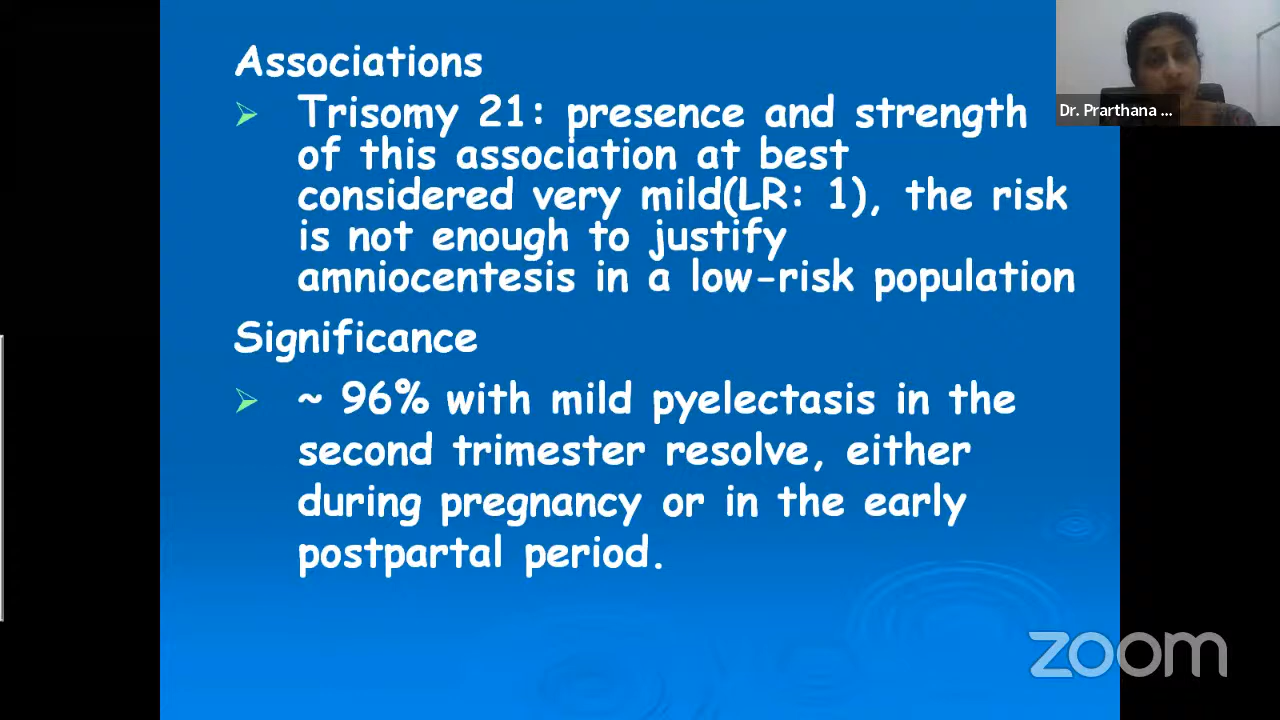 Associations
Trisomy 21: presence and strength
of this association at best
considered very mild(LR: 1), the risk
is not enough to justify
amniocentesis in a low-risk population
Significance
~ 96% with mild pyelectasis in the
second trimester resolve, either
during pregnancy or in the early
postpartal period.
Dr. Prarthana ...
zoom